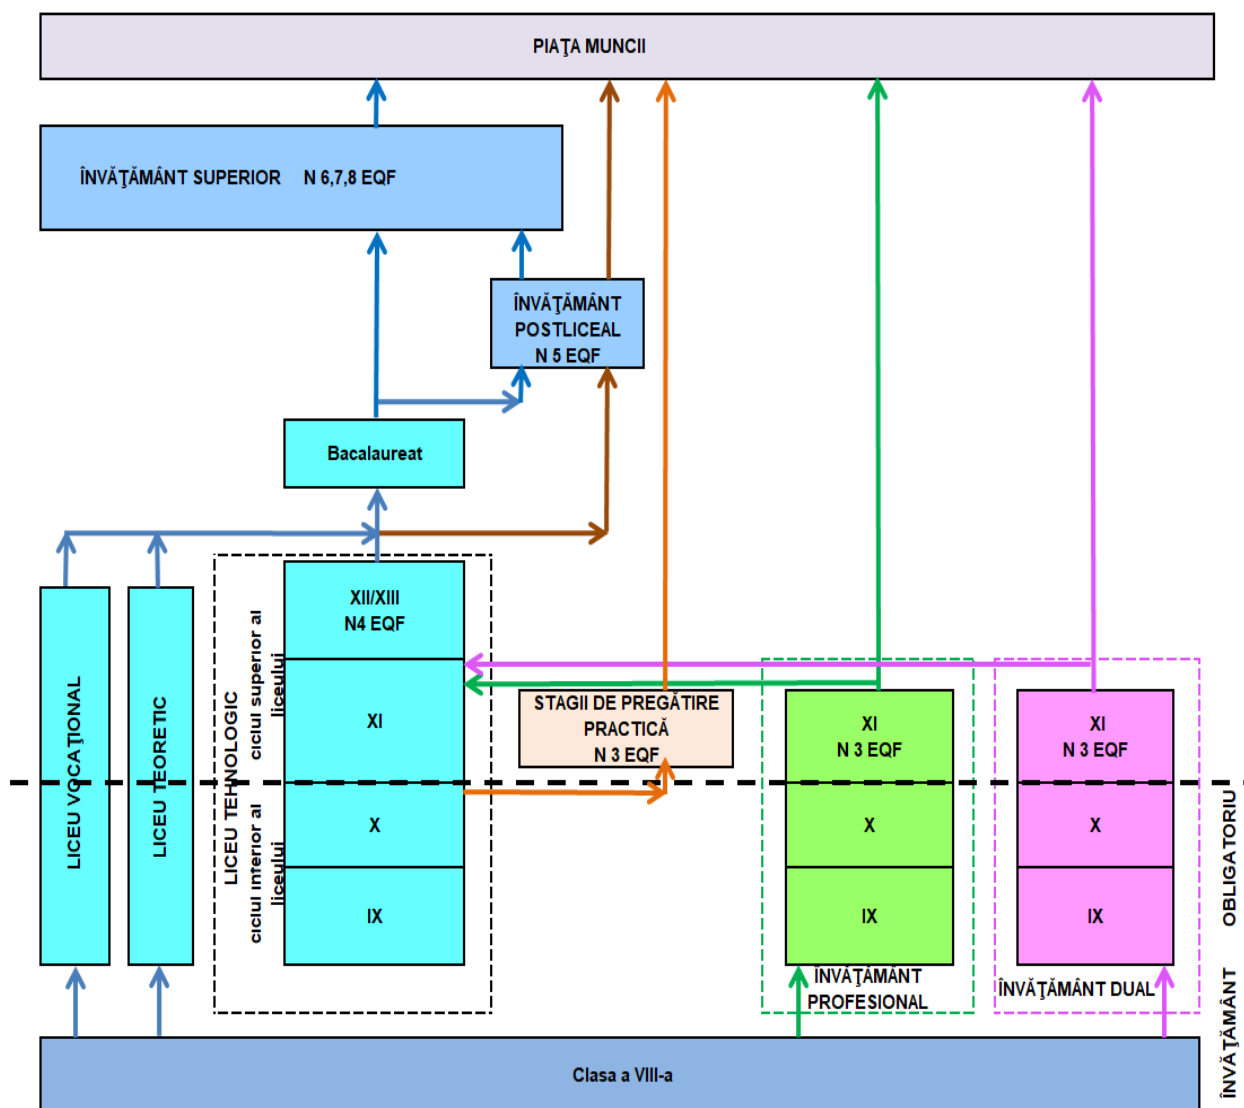 PIAŢA MUNCII
ÎNVĂŢĂMÂNT SUPERIOR N 6,7,8 EQF
ÎNVĂŢĂMÂNT
POSTLICEAL
N 5 EQF
Bacalaureat
LICEU VOCAŢIONAL
LICEU TEORETIC
LICEU TEHNOLOGIC
ciclul superior al
liceului
ciclul inferior al
liceului
XII/XIII
N4 EQF
XI
X
IX
STAGII DE PREGĂTIRE
PRACTICĂ
N 3 EQF
XI
N 3 EQF
X
IX
ÎNVĂŢĂMÂNT
PROFESIONAL
XI
N 3 EQF
X
IX
ÎNVĂŢĂMÂNT DUAL
ÎNVĂŢĂMÂNT OBLIGATORIU
Clasa a VIII-a